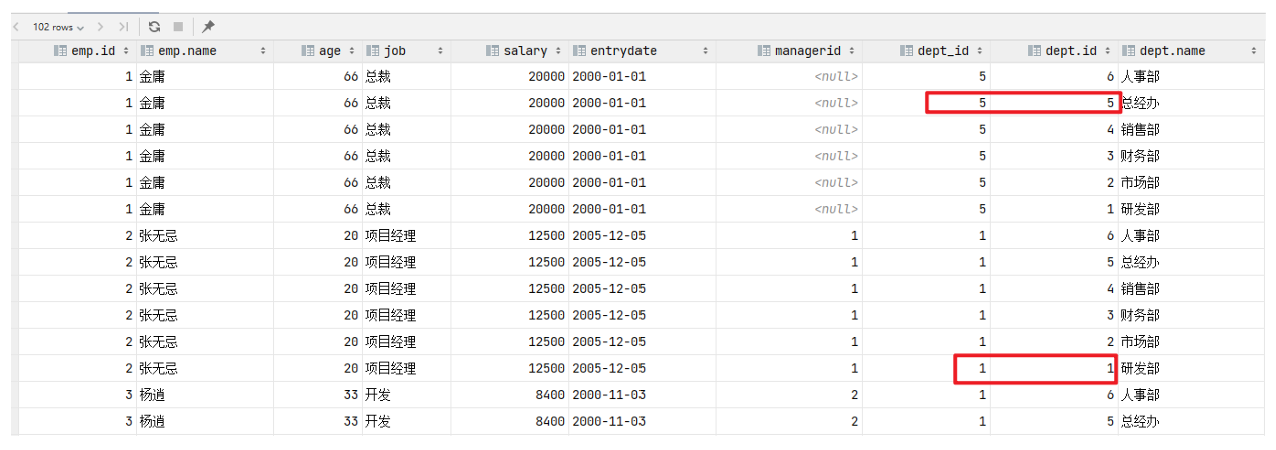 102 rows
emp.id emp.name age job salary entrydate managerid dept_id dept.id dept.name
1 金庸 66 总裁 20000 2000-01-01 <null> 5 6 人事部
1 金庸 66 总裁 20000 2000-01-01 <null> 5 5 总经办
1 金庸 66 总裁 20000 2000-01-01 <null> 5 4 销售部
1 金庸 66 总裁 20000 2000-01-01 <null> 5 3 财务部
1 金庸 66 总裁 20000 2000-01-01 <null> 5 2 市场部
1 金庸 66 总裁 20000 2000-01-01 <null> 5 1 研发部
2 张无忌 20 项目经理 12500 2005-12-05 1 1 6 人事部
2 张无忌 20 项目经理 12500 2005-12-05 1 1 5 总经办
2 张无忌 20 项目经理 12500 2005-12-05 1 1 4 销售部
2 张无忌 20 项目经理 12500 2005-12-05 1 1 3 财务部
2 张无忌 20 项目经理 12500 2005-12-05 1 1 2 市场部
2 张无忌 20 项目经理 12500 2005-12-05 1 1 1 研发部
3 杨逍 33 开发 8400 2000-11-03 2 1 6 人事部
3 杨逍 33 开发 8400 2000-11-03 2 1 5 总经办